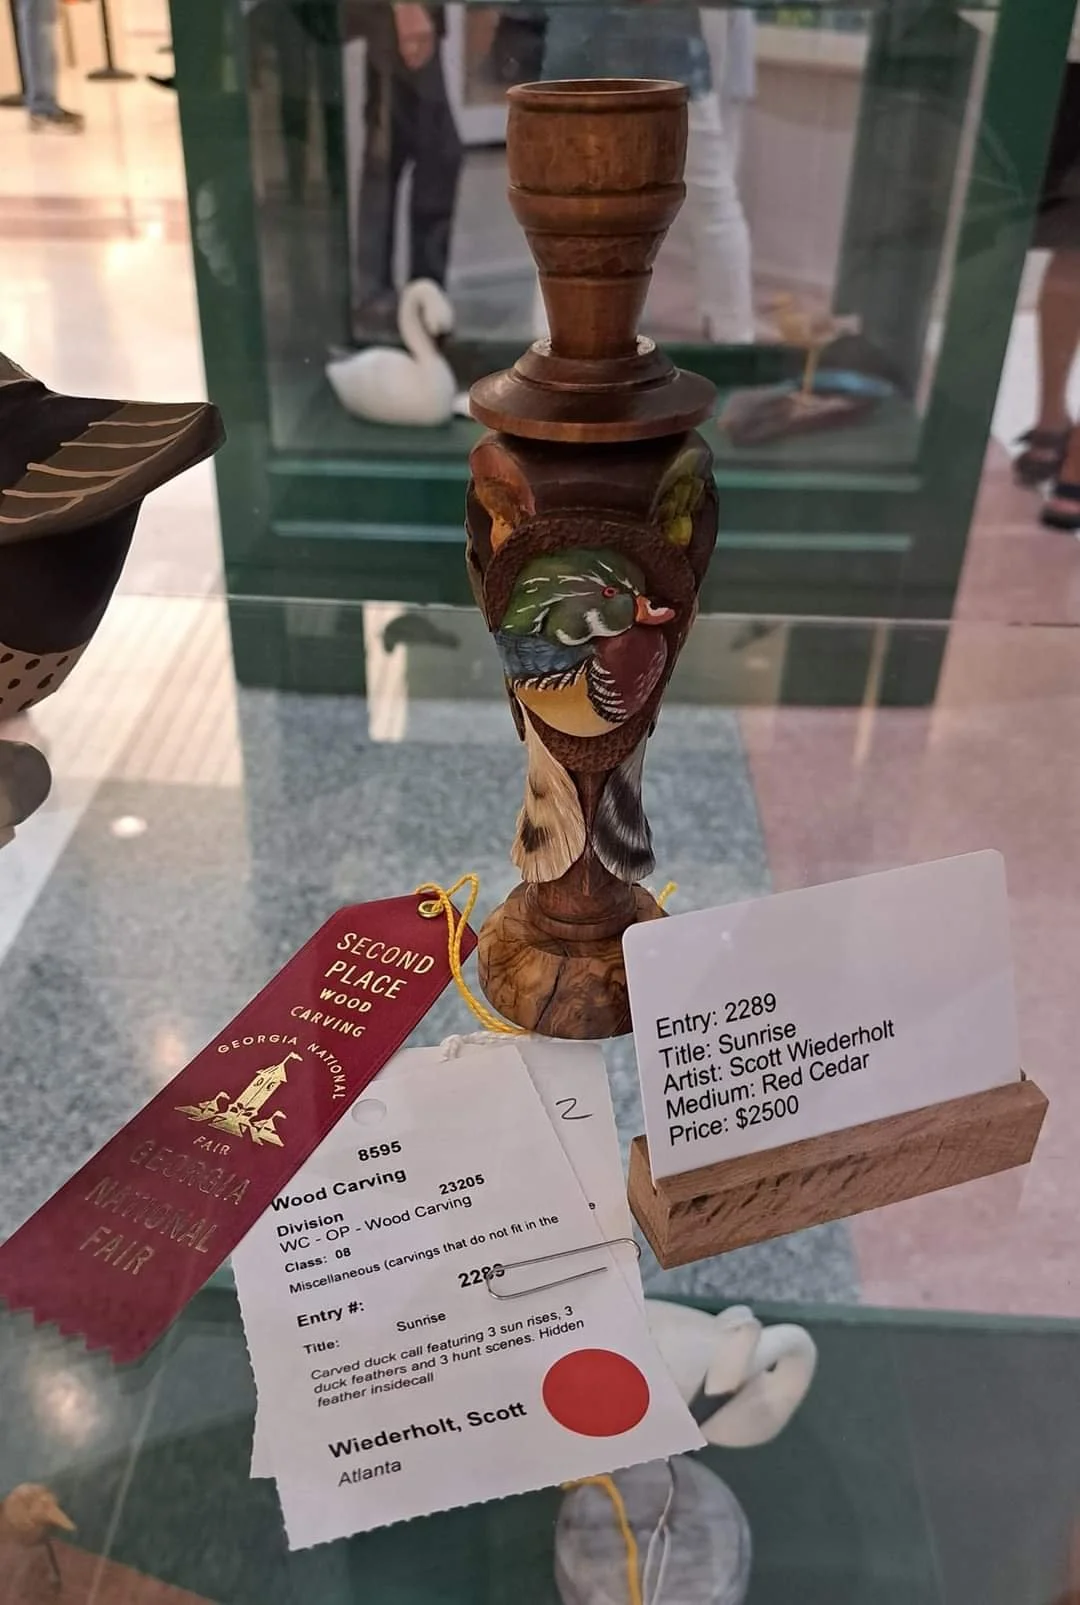 SECOND
PLACE
WOOD
CARVING
GEORGIA NATIONAL
FAIR
GEORGIA
NATIONAL
FAIR
Entry: 2289
Title: Sunrise
Artist: Scott Wiederholt
Medium: Red Cedar
Price: $2500
2
8595
Wood Carving
23205
Division
WC - OP - Wood Carving
Class: 08
Miscellaneous (carvings that do not fit in the
2289
Entry #:
Title: Sunrise
Carved duck call featuring 3 sun rises, 3
duck feathers and 3 hunt scenes. Hidden
feather insidecall
Wiederholt, Scott
Atlanta